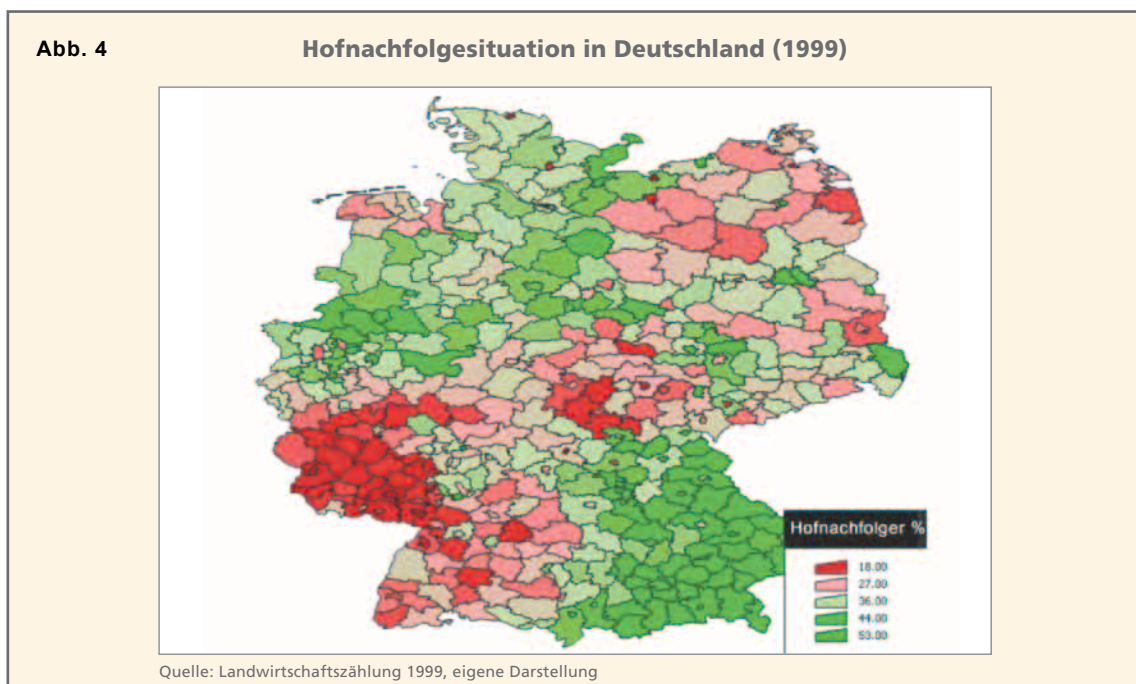 Abb. 4
Hofnachfolgesituation in Deutschland (1999)
Hofnachfolger %
18.00
27.00
36.00
44.00
53.00
Quelle: Landwirtschaftszählung 1999, eigene Darstellung